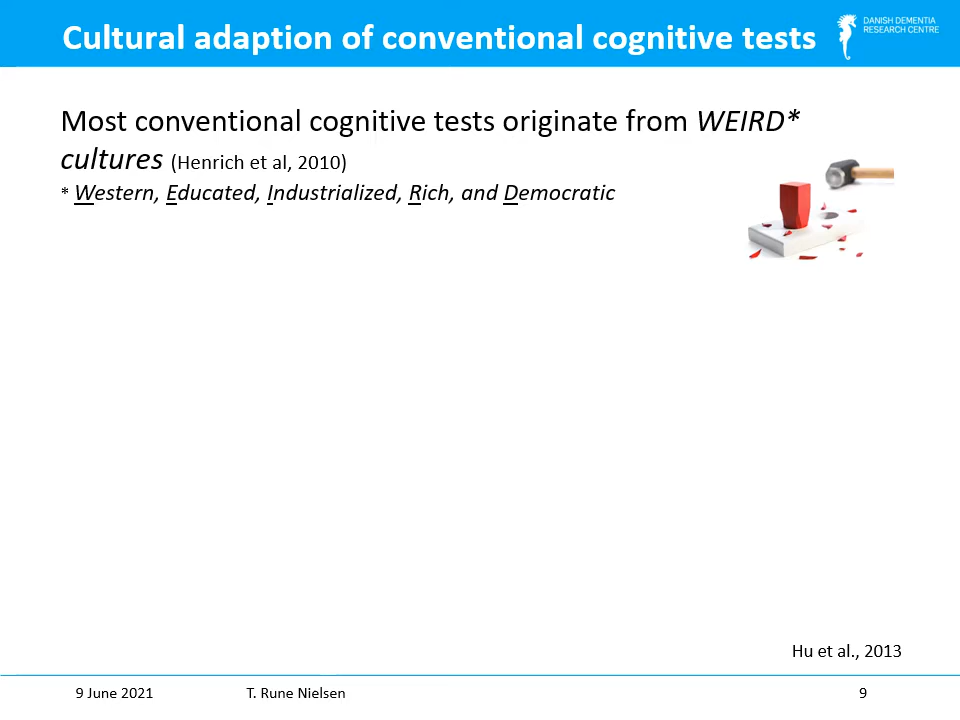 Cultural adaption of conventional cognitive tests
DANISH DEMENTIA
RESEARCH CENTRE
Most conventional cognitive tests originate from WEIRD*
cultures (Henrich et al, 2010)
* Western, Educated, Industrialized, Rich, and Democratic
Hu et al., 2013
9 June 2021
T. Rune Nielsen
9